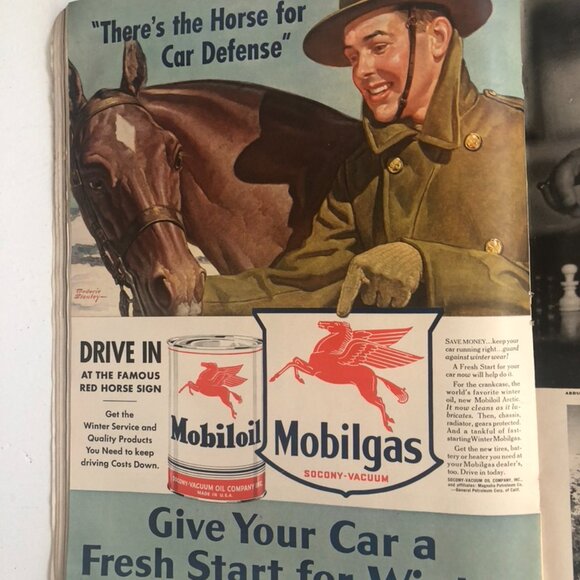 "There's the Horse for
Car Defense"
DRIVE IN
AT THE FAMOUS
RED HORSE SIGN
Get the
Winter Service and
Quality Products
You Need to keep
driving Costs Down.
Mobiloil
SOCONY-VACUUM OIL COMPANY, INC.
MADE IN U.S.A.
Mobilgas
SOCONY-VACUUM
SAVE MONEY...keep your
car running right...guard
against winter wear!
A Fresh Start for your
car now will help do it.
For the crankcase, the
world's favorite winter
oil, new Mobiloil Arctic.
It now cleans as it lu-
bricates. Then, chassis,
radiator, gears protected.
And a tankful of fast-
starting Winter Mobilgas.
Get the new tires, bat-
tery or heater you need at
your Mobilgas dealer's,
too. Drive in today.
SOCONY-VACUUM OIL COMPANY, INC.,
and affiliates: Magnolia Petroleum Co.
—General Petroleum Corp. of Calif.
Give Your Car a
Fresh Start for